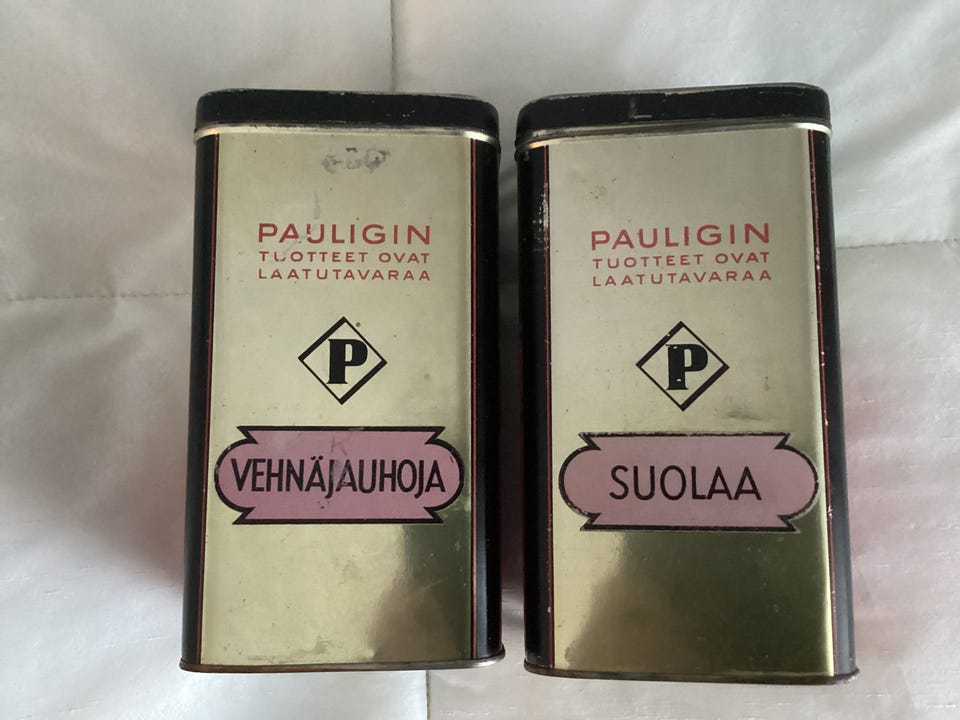 PAULIGIN
TUOTTEET OVAT
LAATUTAVARAA
P
VEHNÄJAUHOJA
PAULIGIN
TUOTTEET OVAT
LAATUTAVARAA
P
SUOLAA